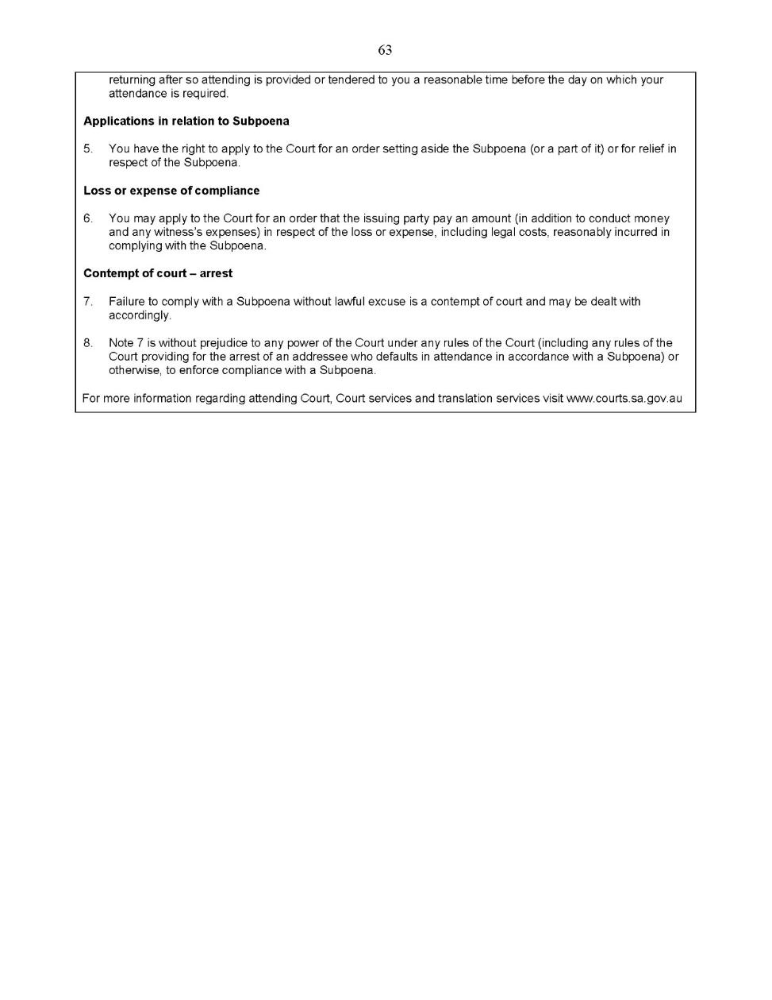 63
returning after so attending is provided or tendered to you a reasonable time before the day on which your
attendance is required.
Applications in relation to Subpoena
5. You have the right to apply to the Court for an order setting aside the Subpoena (or a part of it) or for relief in
respect of the Subpoena.
Loss or expense of compliance
6. You may apply to the Court for an order that the issuing party pay an amount (in addition to conduct money
and any witness's expenses) in respect of the loss or expense, including legal costs, reasonably incurred in
complying with the Subpoena.
Contempt of court – arrest
7. Failure to comply with a Subpoena without lawful excuse is a contempt of court and may be dealt with
accordingly.
8. Note 7 is without prejudice to any power of the Court under any rules of the Court (including any rules of the
Court providing for the arrest of an addressee who defaults in attendance in accordance with a Subpoena) or
otherwise, to enforce compliance with a Subpoena.
For more information regarding attending Court, Court services and translation services visit www.courts.sa.gov.au